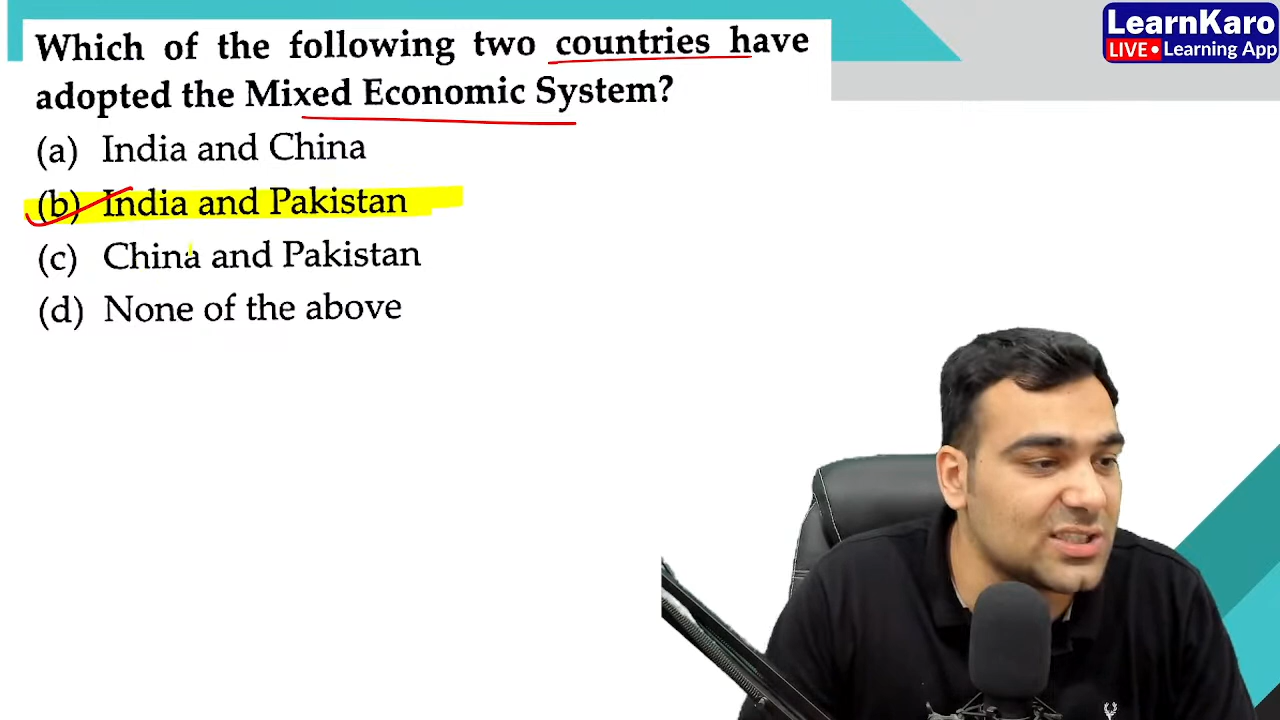 LearnKaro
LIVE • Learning App
Which of the following two countries have
adopted the Mixed Economic System?
(a) India and China
(b) India and Pakistan
(c) China and Pakistan
(d) None of the above